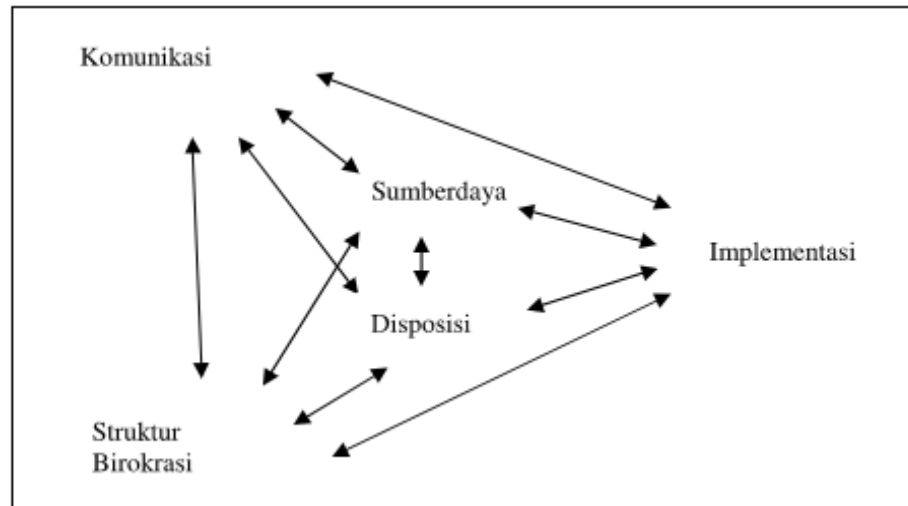 Komunikasi
Sumberdaya
Implementasi
Disposisi
Struktur
Birokrasi